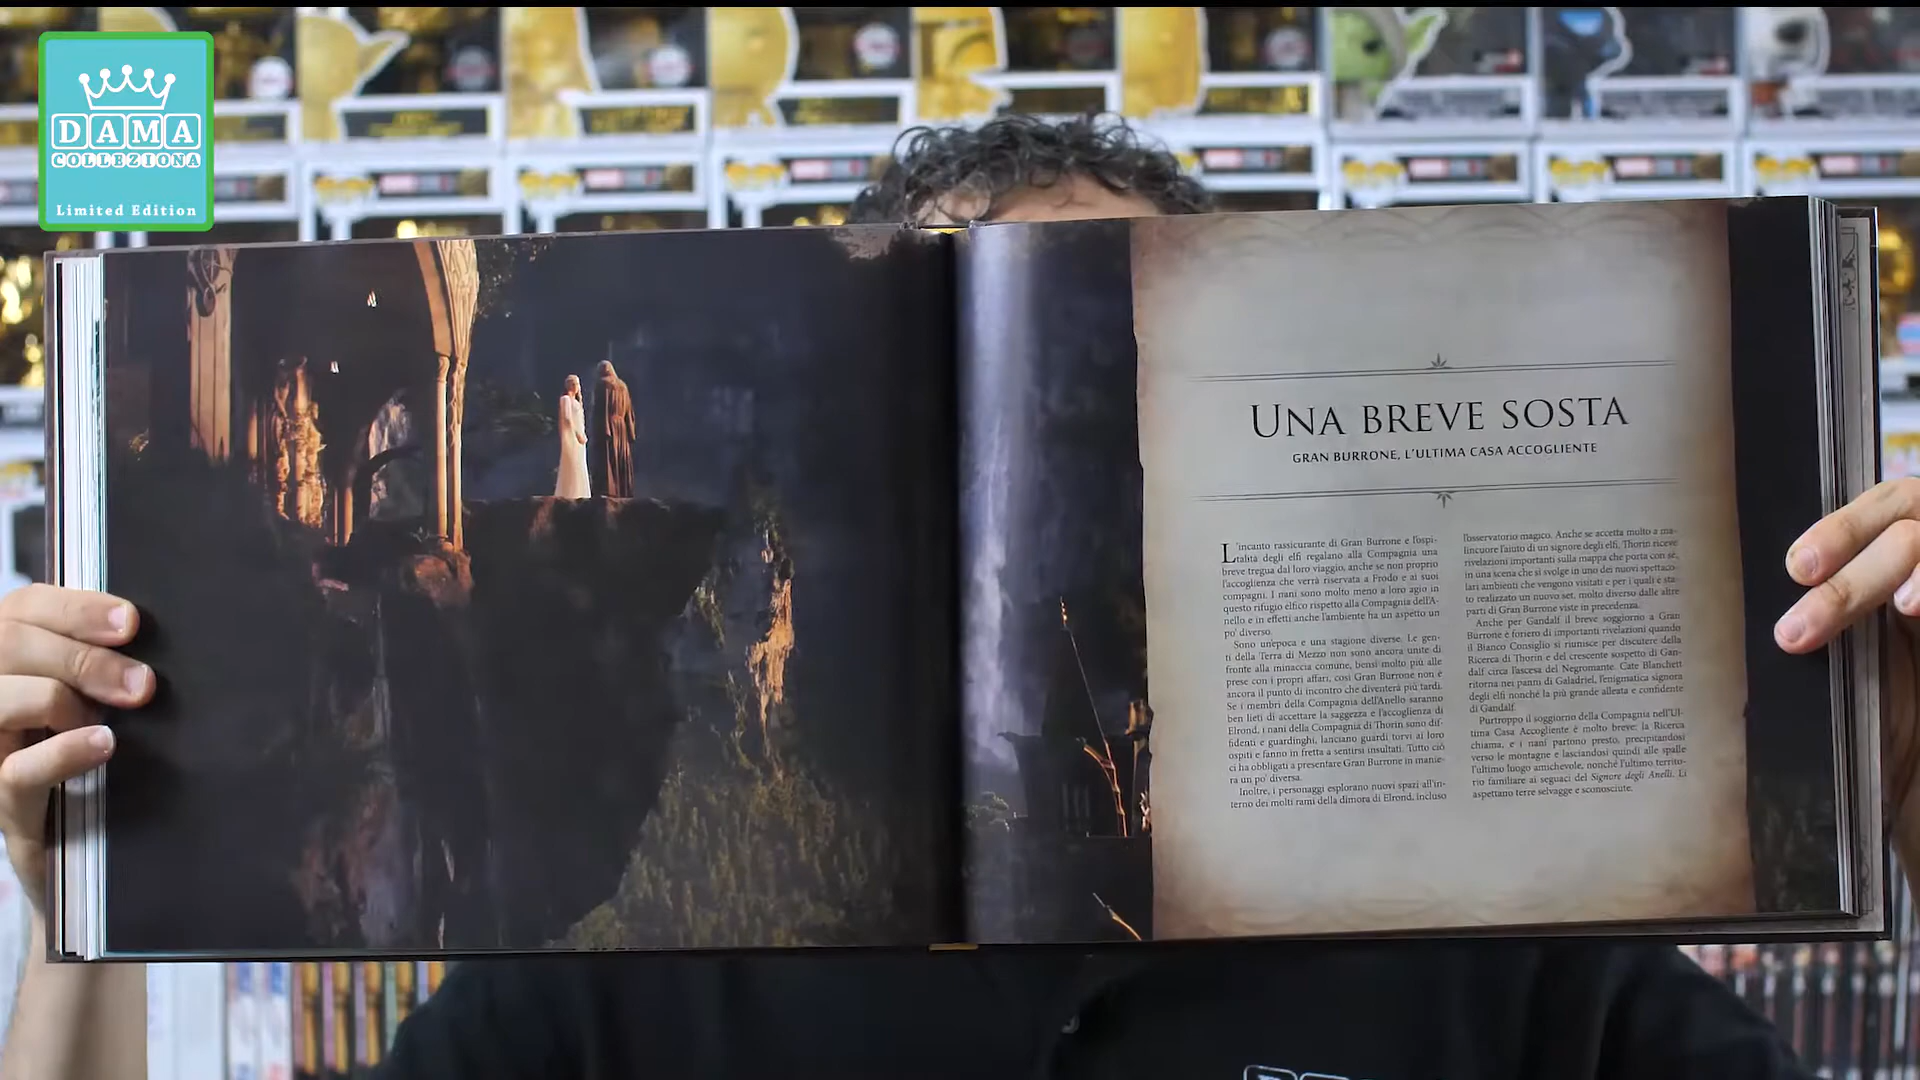 DAMA
COLLEZIONA
Limited Edition
UNA BREVE SOSTA
GRAN BURRONE, L'ULTIMA CASA ACCOGLIENTE
L'incanto rassicurante di Gran Burrone e l'ospi-
talità degli elfi regalano alla Compagnia una
breve tregua dal loro viaggio, anche se non proprio
l'accoglienza che verrà riservata a Frodo e ai suoi
compagni. I nani sono molto meno a loro agio in
questo rifugio elfico rispetto alla Compagnia dell'A-
nello e in effetti anche l'ambiente ha un aspetto un
po' diverso.
Sono un'epoca e una stagione diverse. Le gen-
ti della Terra di Mezzo non sono ancora unite di
fronte alla minaccia comune, bensì molto più alle
prese con i propri affari, così Gran Burrone non è
ancora il punto di incontro che diventerà più tardi.
Se i membri della Compagnia dell'Anello saranno
ben lieti di accettare la saggezza e l'accoglienza di
Elrond, i nani della Compagnia di Thorin sono dif-
fidenti e guardinghi, lanciano guardi torvi ai loro
ospiti e fanno in fretta a sentirsi insultati. Tutto ciò
ci ha obbligati a presentare Gran Burrone in manie-
ra un po' diversa.
Inoltre, i personaggi esplorano nuovi spazi all'in-
terno dei molti rami della dimora di Elrond, incluso
l'osservatorio magico. Anche se accetta molto a ma-
lincuore l'aiuto di un signore degli elfi, Thorin riceve
rivelazioni importanti sulla mappa che porta con sé,
in una scena che si svolge in uno dei nuovi spettaco-
lari ambienti che vengono visitati e per i quali è sta-
to realizzato un nuovo set, molto diverso dalle altre
parti di Gran Burrone viste in precedenza.
Anche per Gandalf il breve soggiorno a Gran
Burrone è foriero di importanti rivelazioni quando
il Bianco Consiglio si riunisce per discutere della
Ricerca di Thorin e del crescente sospetto di Gan-
dalf circa l'ascesa del Negromante. Cate Blanchett
ritorna nei panni di Galadriel, l'enigmatica signora
degli elfi nonché la più grande alleata e confidente
di Gandalf.
Purtroppo il soggiorno della Compagnia nell'Ul-
tima Casa Accogliente è molto breve: la Ricerca
chiama, e i nani partono presto, precipitandosi
verso le montagne e lasciandosi quindi alle spalle
l'ultimo luogo amichevole, nonché l'ultimo territo-
rio familiare ai seguaci del Signore degli Anelli. Li
aspettano terre selvagge e sconosciute.